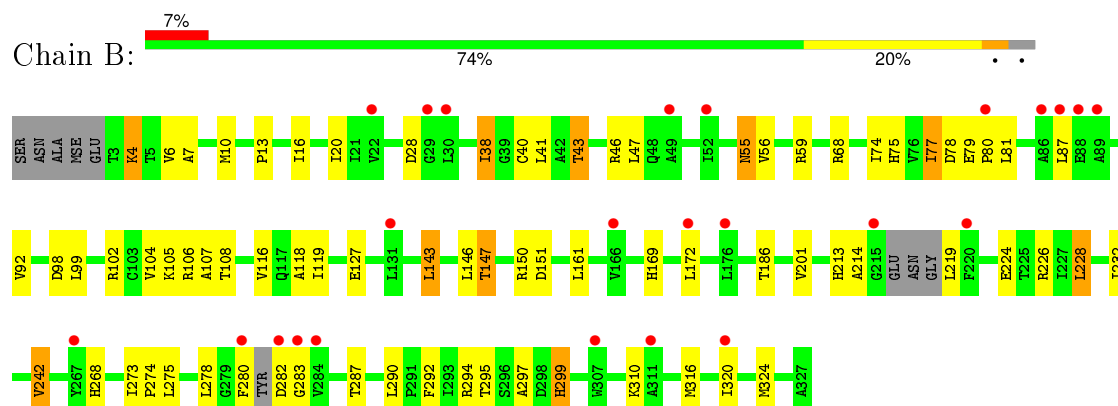 7%
Chain B:
74% 20% • •
SER ASN ALA MSE GLU T3 K4 T5 V6 A7 M10 P13 I16 I20 I21 V22 D28 G29 L30 I38 G39 C40 L41 A42 T43 R46 L47 Q48 A49 I52 N55 V56 R59 R68 I74 H75 V76 I77 D78 E79 P80 L81 A86 L87 E88 A89
V92 D98 L99 R102 C103 V104 K105 R106 A107 T108 V116 Q117 A118 I119 E127 L131 L143 L146 T147 R150 D151 L161 V166 H169 L172 L176 T186 V201 H213 A214 G215 GLU ASN GLY L219 F220 E224 T225 R226 I227 L228
V242 Y267 H268 I273 P274 L275 L278 G279 F280 TYR D282 G283 V284 T287 L290 P291 F292 I293 R294 T295 S296 A297 D298 H299 W307 K310 A311 M316 I320 M324 A327